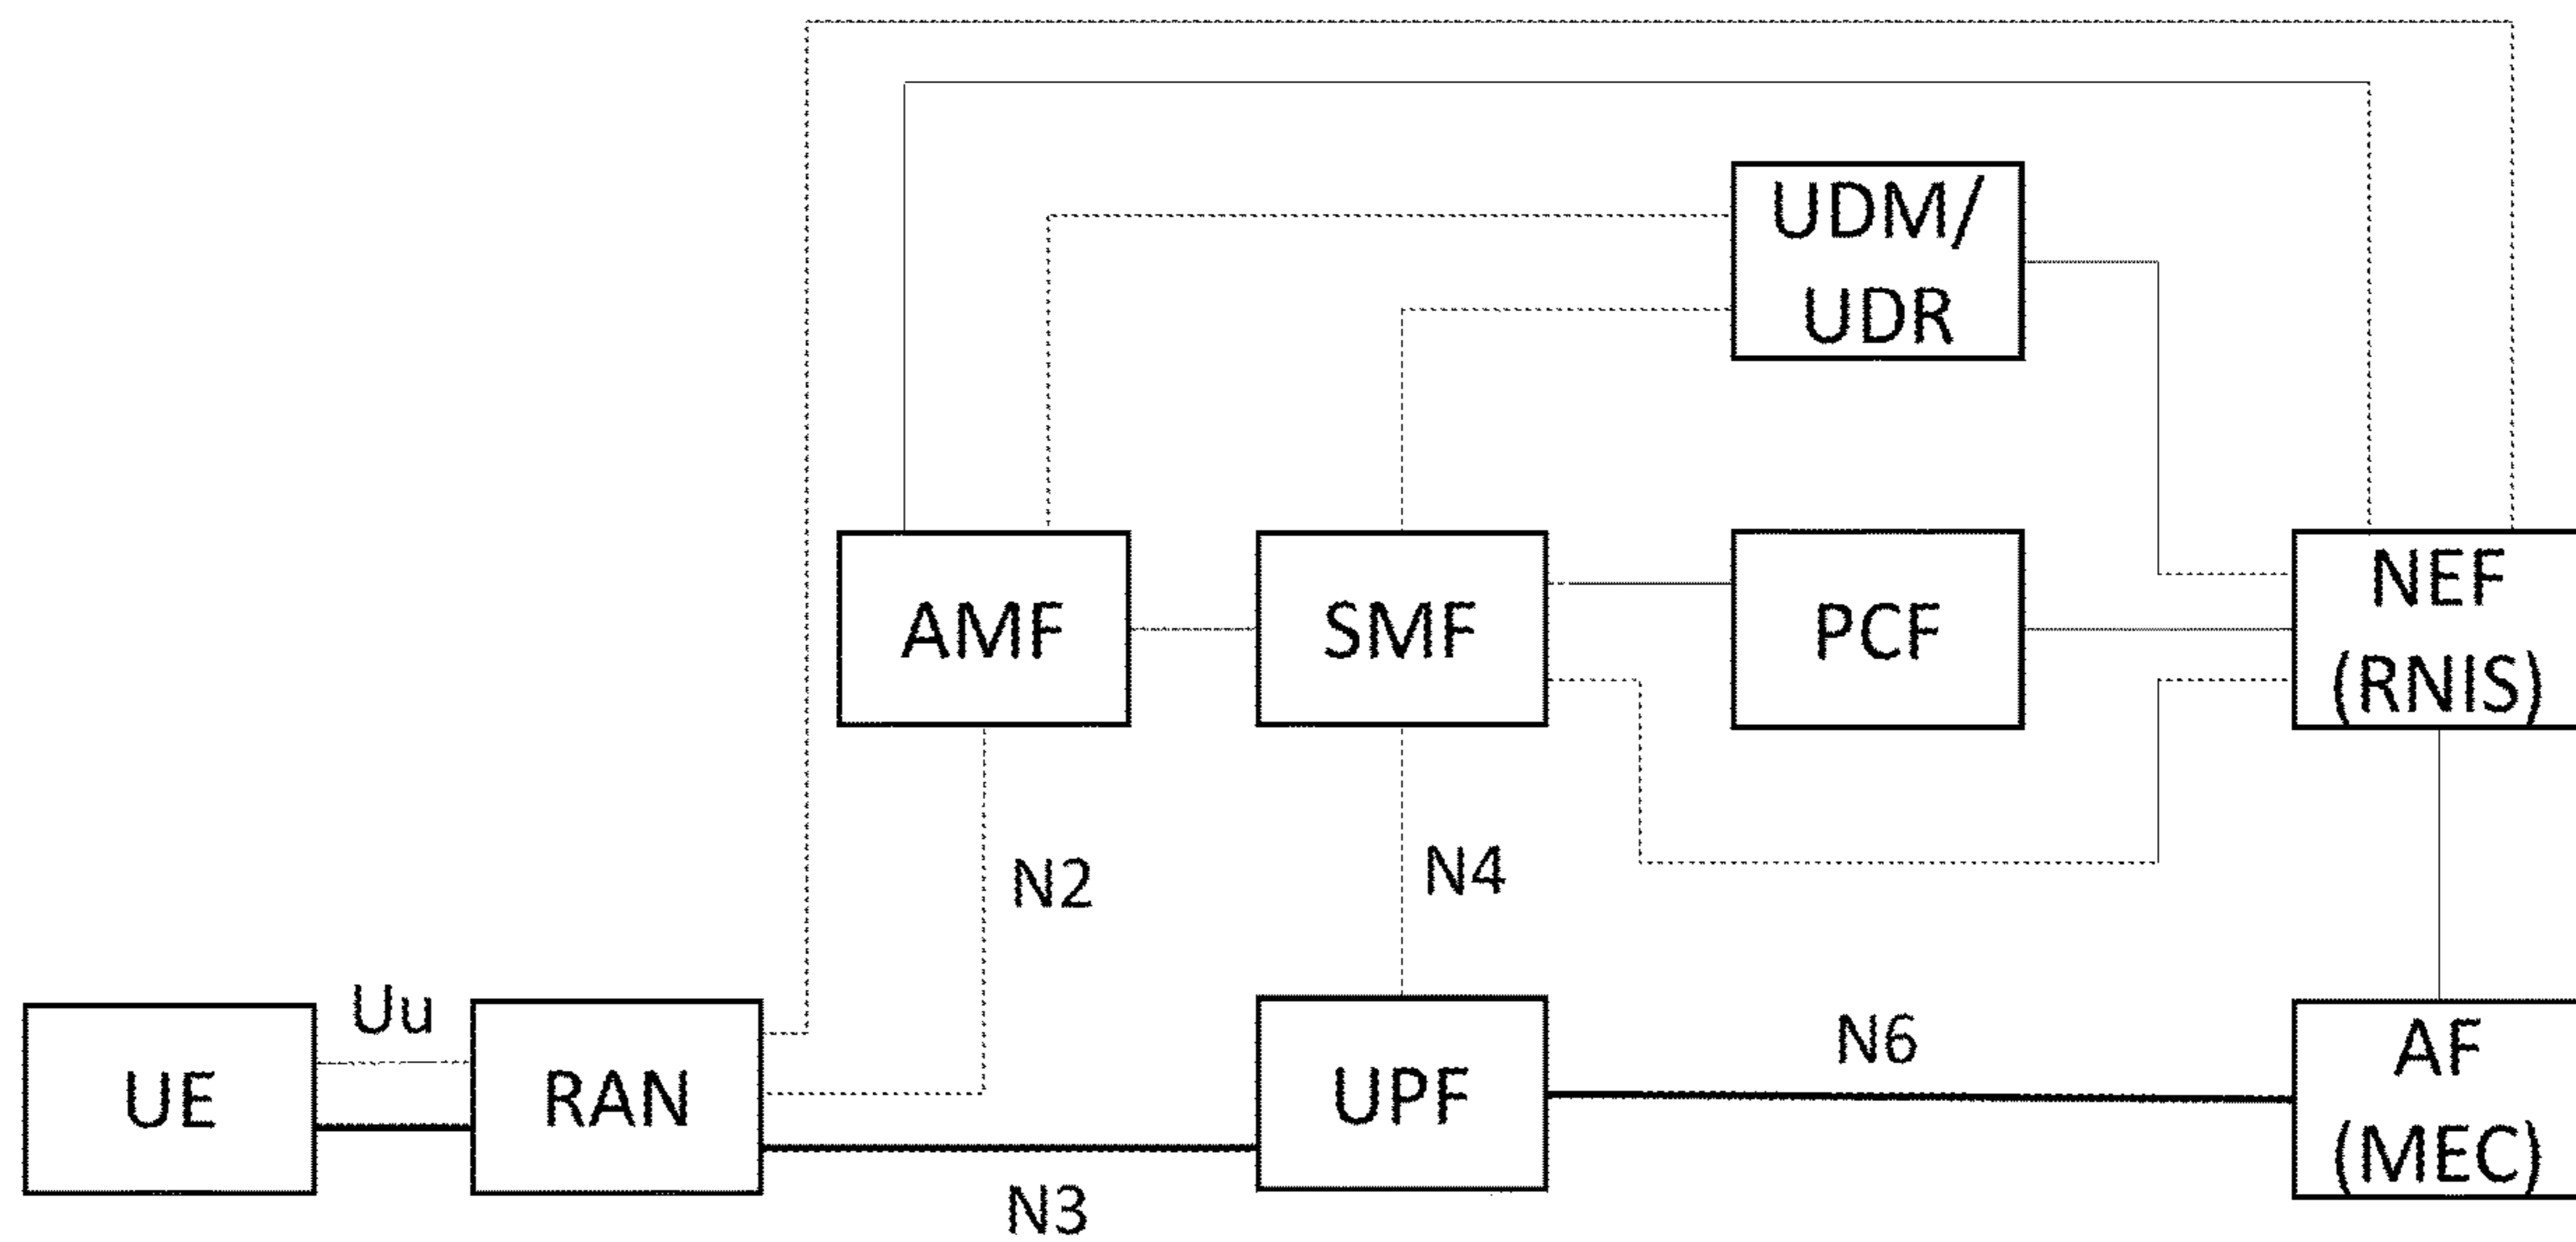 UDM/
UDR
AMF
SMF
PCF
NEF
(RNIS)
N2
N4
UE
Uu
RAN
UPF
N6
AF
(MEC)
N3